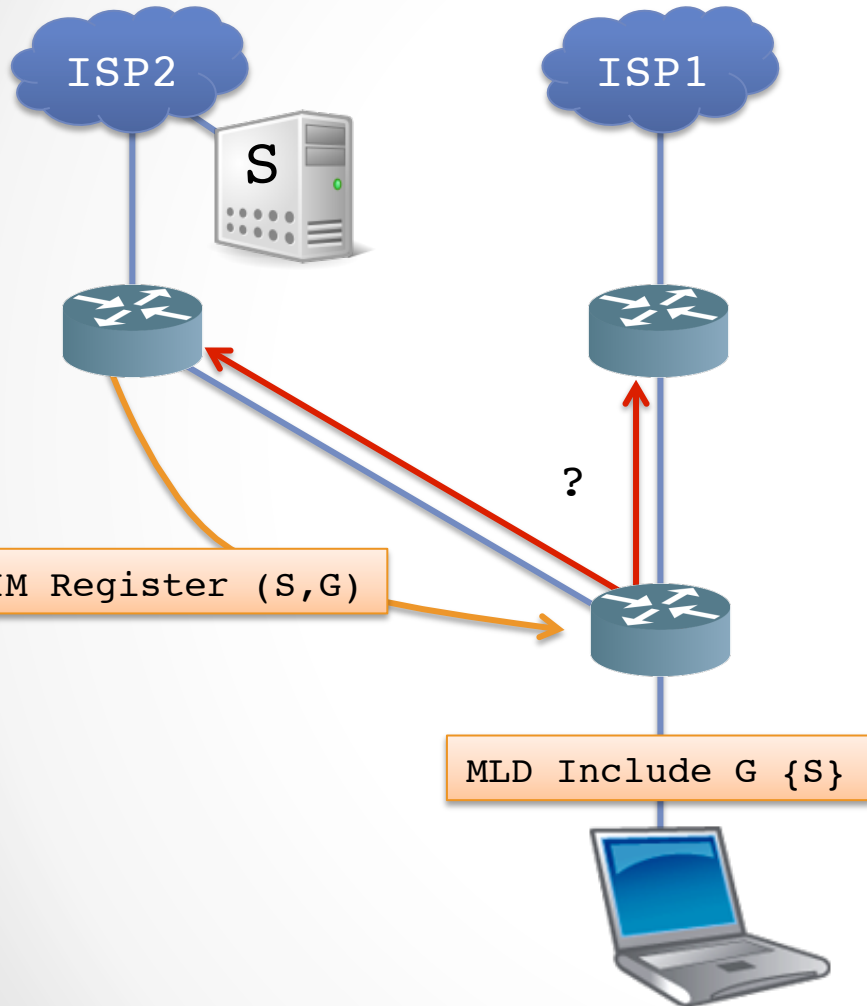 ISP2
ISP1
S
?
IM Register (S,G)
MLD Include G {S}